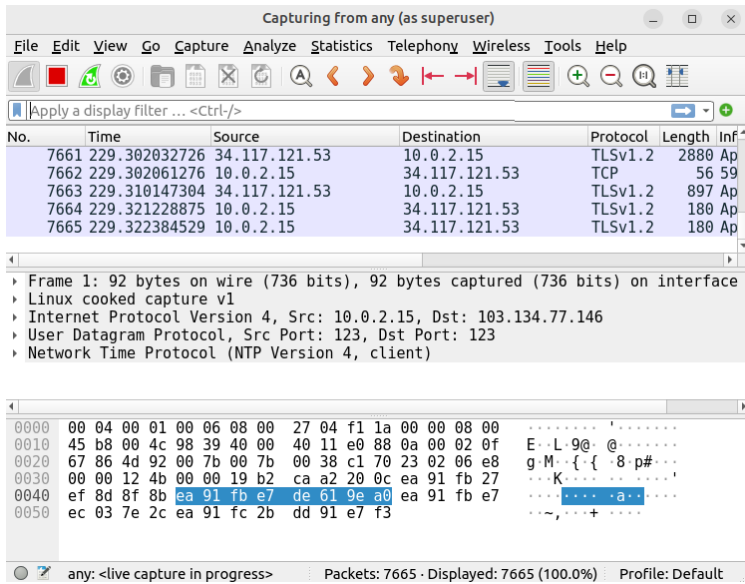 Capturing from any (as superuser)
File Edit View Go Capture Analyze Statistics Telephony Wireless Tools Help
Apply a display filter … <Ctrl-/>
No. Time Source Destination Protocol Length Inf
7661 229.302032726 34.117.121.53 10.0.2.15 TLSv1.2 2880 Ap
7662 229.302061276 10.0.2.15 34.117.121.53 TCP 56 59
7663 229.310147304 34.117.121.53 10.0.2.15 TLSv1.2 897 Ap
7664 229.321228875 10.0.2.15 34.117.121.53 TLSv1.2 180 Ap
7665 229.322384529 10.0.2.15 34.117.121.53 TLSv1.2 180 Ap
Frame 1: 92 bytes on wire (736 bits), 92 bytes captured (736 bits) on interface
Linux cooked capture v1
Internet Protocol Version 4, Src: 10.0.2.15, Dst: 103.134.77.146
User Datagram Protocol, Src Port: 123, Dst Port: 123
Network Time Protocol (NTP Version 4, client)
0000 00 04 00 01 00 06 08 00 27 04 f1 1a 00 00 08 00 ········ '·······
0010 45 b8 00 4c 98 39 40 00 40 11 e0 88 0a 00 02 0f E··L·9@· @·······
0020 67 86 4d 92 00 7b 00 7b 00 38 c1 70 23 02 06 e8 g·M··{·{ ·8·p#···
0030 00 00 12 4b 00 00 19 b2 ca a2 20 0c ea 91 fb 27 ···K···· ·· ····'
0040 ef 8d 8f 8b ea 91 fb e7 de 61 9e a0 ea 91 fb e7 ········ ·a······
0050 ec 03 7e 2c ea 91 fc 2b dd 91 e7 f3 ··~,···+ ····
any: <live capture in progress> Packets: 7665 · Displayed: 7665 (100.0%) Profile: Default